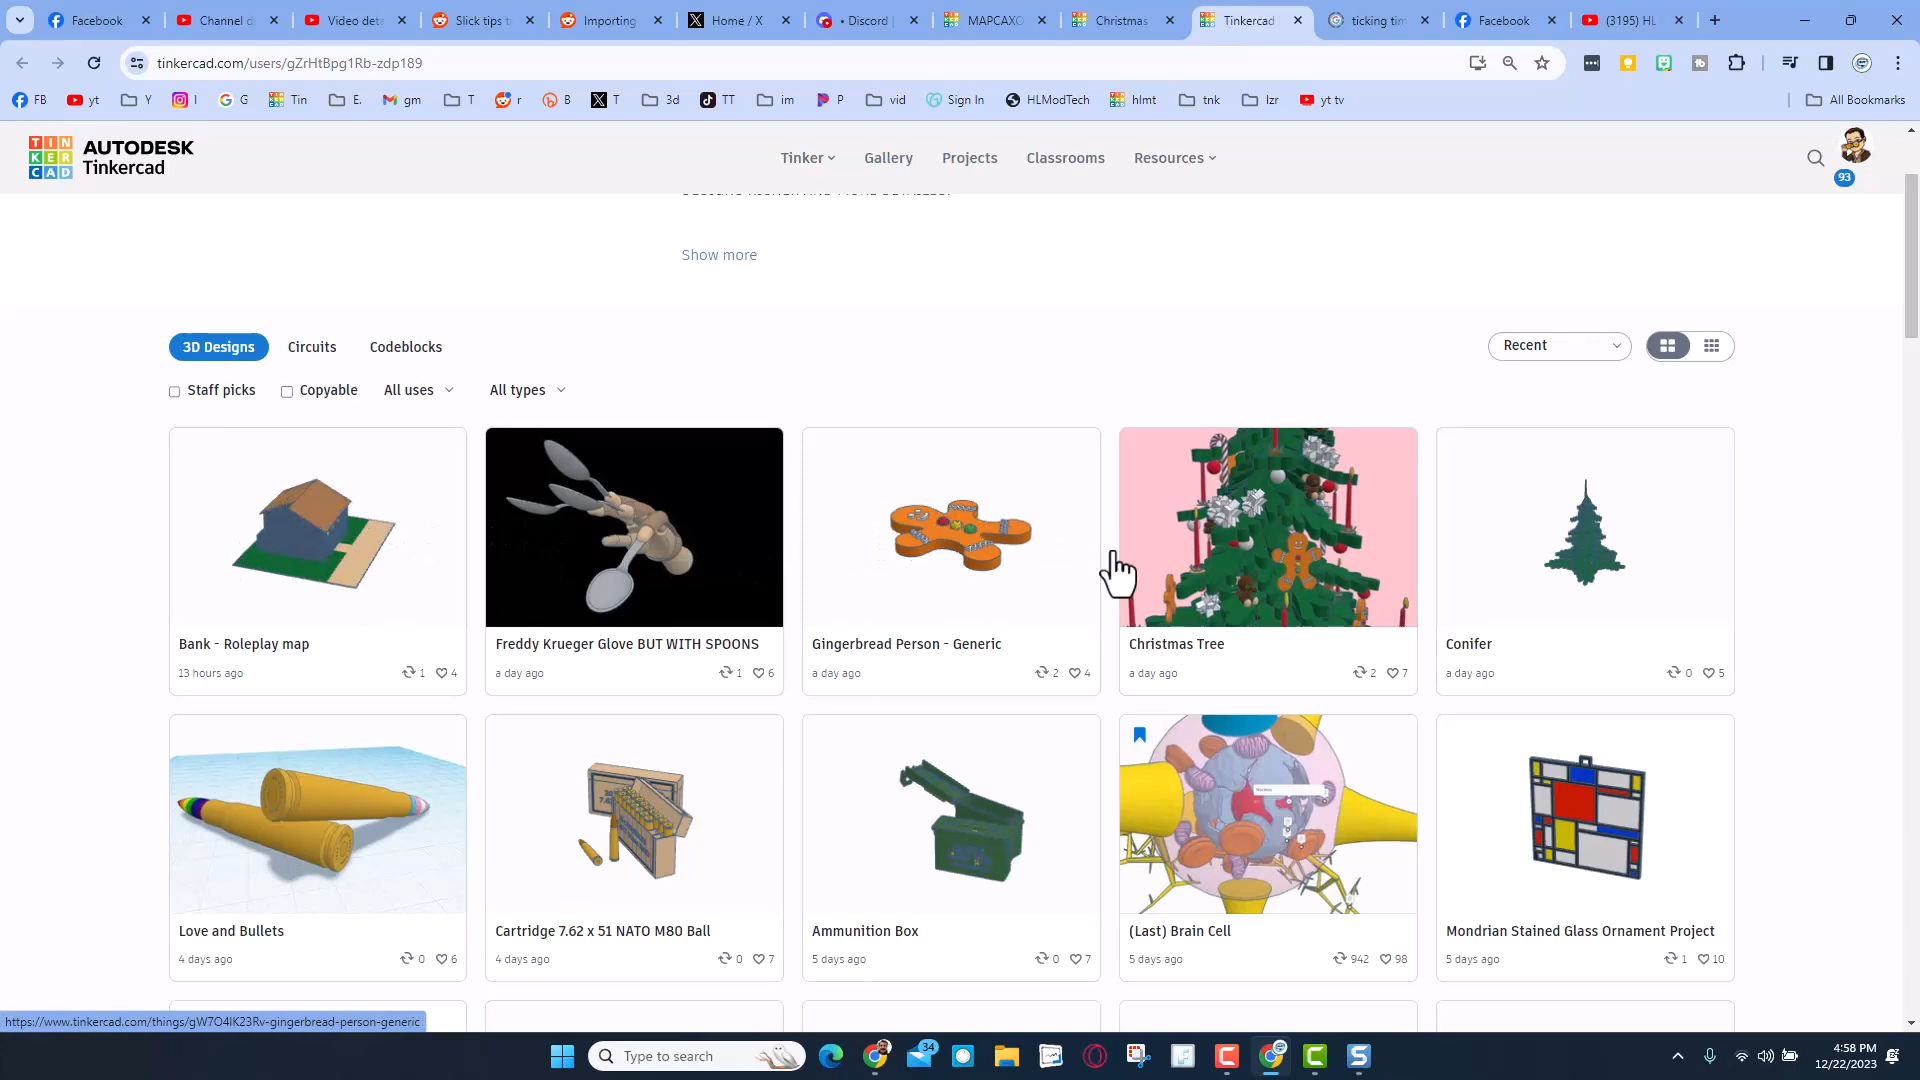 Facebook
Channel d
Video deta
Slick tips t
Importing
Home / X
• Discord |
MAPCAXC
Christmas
Tinkercad
ticking tim
Facebook
(3195) HL
tinkercad.com/users/gZrHtBpg1Rb-zdp189
FB
yt
Y
I
G
Tin
E.
gm
T
r
B
T
3d
TT
im
P
vid
Sign In
HLModTech
hlmt
tnk
lzr
yt tv
All Bookmarks
TINKERCAD
AUTODESK
Tinkercad
Tinker
Gallery
Projects
Classrooms
Resources
93
Show more
3D Designs
Circuits
Codeblocks
Recent
Staff picks
Copyable
All uses
All types
Bank - Roleplay map
13 hours ago
1
4
Freddy Krueger Glove BUT WITH SPOONS
a day ago
1
6
Gingerbread Person - Generic
a day ago
2
4
Christmas Tree
a day ago
2
7
Conifer
a day ago
0
5
Love and Bullets
4 days ago
0
6
Cartridge 7.62 x 51 NATO M80 Ball
4 days ago
0
7
Ammunition Box
5 days ago
0
7
(Last) Brain Cell
5 days ago
942
98
Mondrian Stained Glass Ornament Project
5 days ago
1
10
https://www.tinkercad.com/things/gW7O4lK23Rv-gingerbread-person-generic
Type to search
34
4:58 PM
12/22/2023